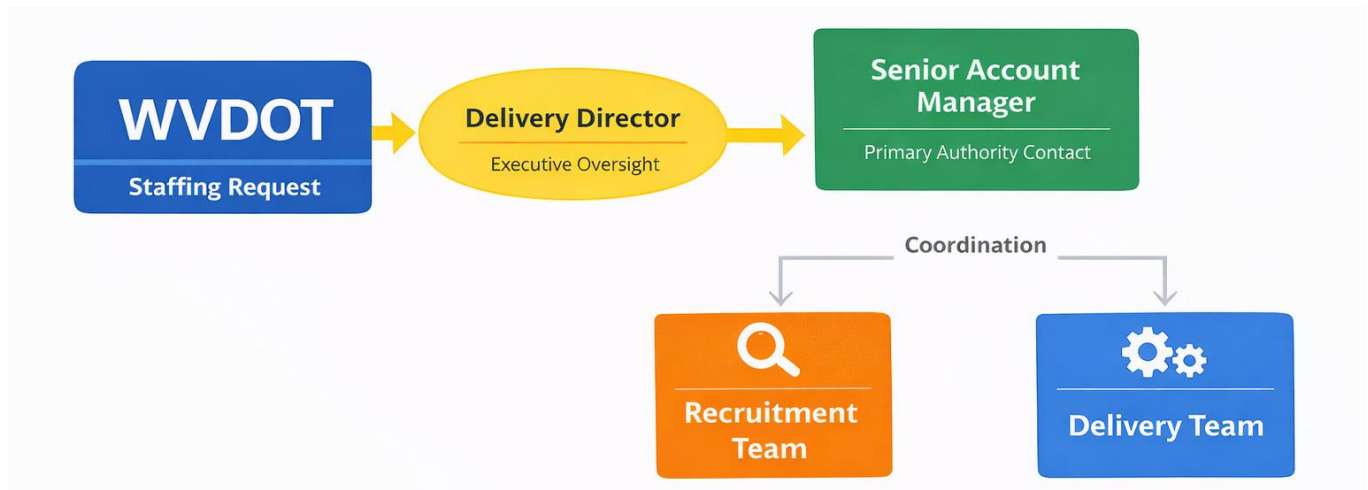 WVDOT
Staffing Request
Delivery Director
Executive Oversight
Senior Account
Manager
Primary Authority Contact
Coordination
Recruitment
Team
Delivery Team